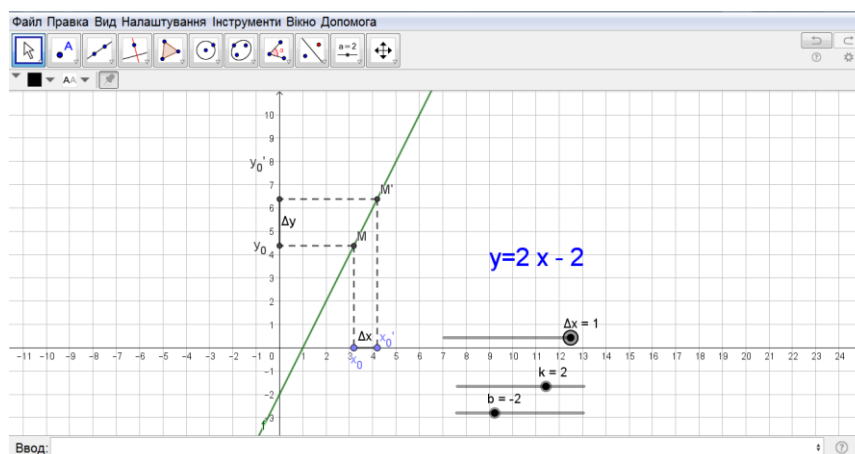 Файл Правка Вид Налаштування Інструменти Вікно Допомога
A
α
a = 2
AA
10
9
y₀' 8
7
M'
6
Δy
5
M
y₀
4
y=2 x - 2
3
2
1
Δx
x₀'
Δx = 1
-11 -10 -9 -8 -7 -6 -5 -4 -3 -2 -1 0 1 2 3 4 5 6 7 8 9 10 11 12 13 14 15 16 17 18 19 20 21 22 23 24
x₀
-1
k = 2
-2
b = -2
-3
f
Ввод: